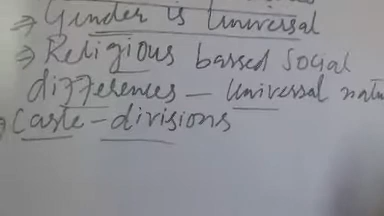 ⇒ Gender is Universal
⇒ Religious bassed Social
differences — Universal natu
Caste - divisions